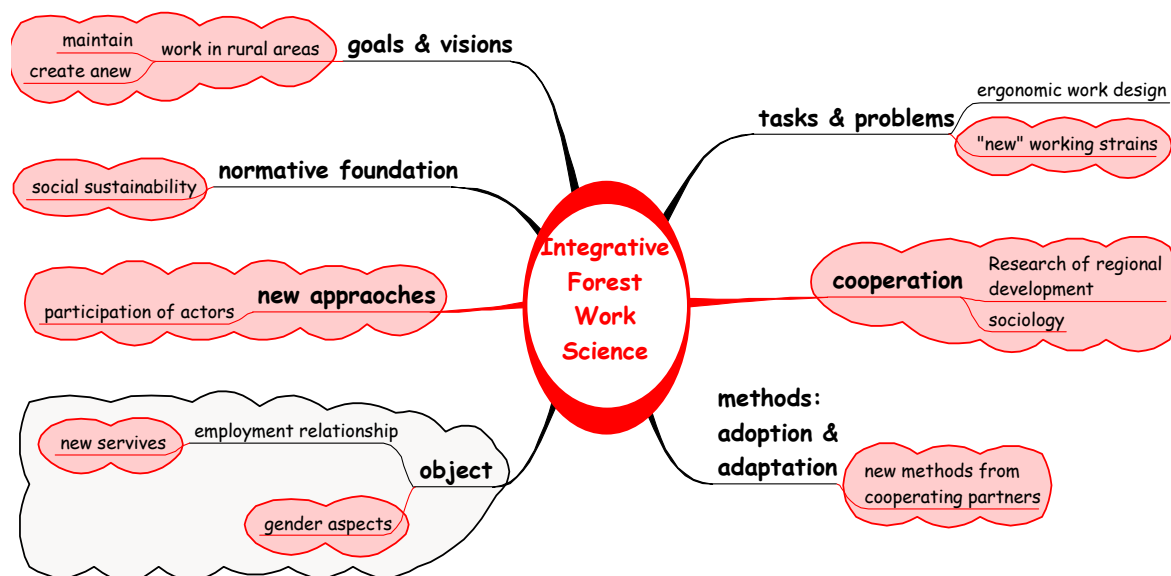 maintain
create anew
work in rural areas
goals & visions
social sustainability
normative foundation
participation of actors
new appraoches
new servives
employment relationship
gender aspects
object
Integrative
Forest
Work
Science
tasks & problems
ergonomic work design
"new" working strains
cooperation
Research of regional
development
sociology
methods:
adoption &
adaptation
new methods from
cooperating partners